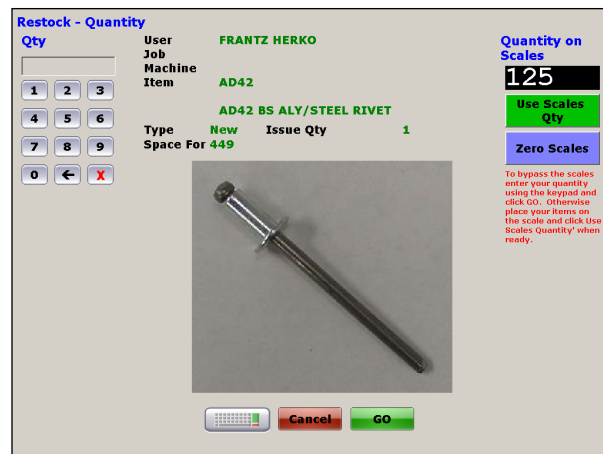 Restock - Quantity
Qty
User FRANTZ HERKO
Job
Machine
Item AD42
AD42 BS ALY/STEEL RIVET
Type New Issue Qty 1
Space For 449
1 2 3
4 5 6
7 8 9
0 ← X
Quantity on
Scales
125
Use Scales
Qty
Zero Scales
To bypass the scales
enter your quantity
using the keypad and
click GO. Otherwise
place your items on
the scale and click Use
Scales Quantity' when
ready.
Cancel GO